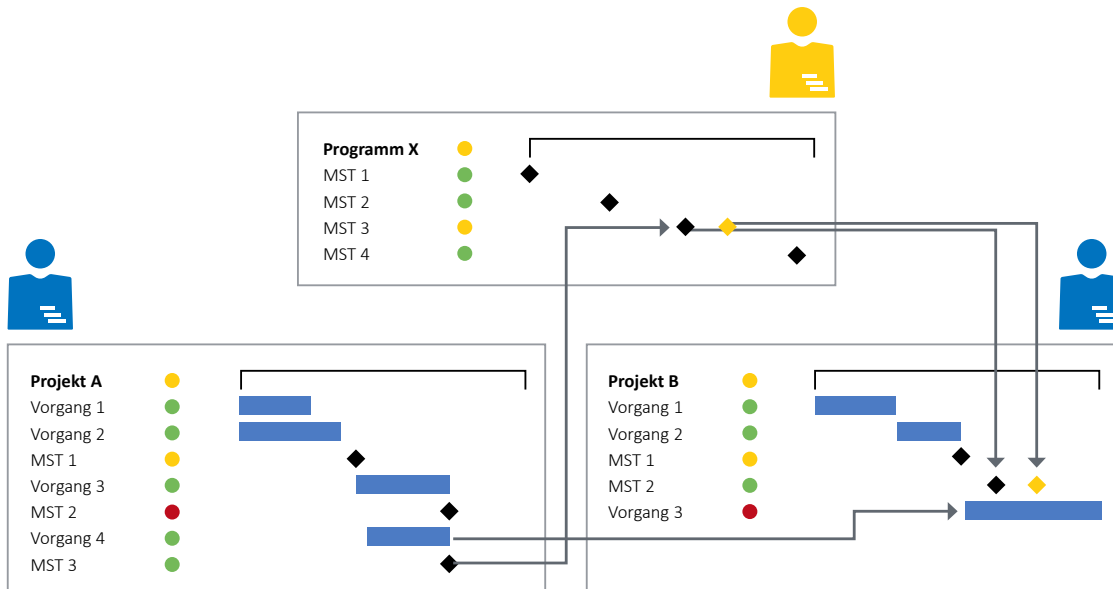 Programm X
MST 1
MST 2
MST 3
MST 4
Projekt A
Vorgang 1
Vorgang 2
MST 1
Vorgang 3
MST 2
Vorgang 4
MST 3
Projekt B
Vorgang 1
Vorgang 2
MST 1
MST 2
Vorgang 3